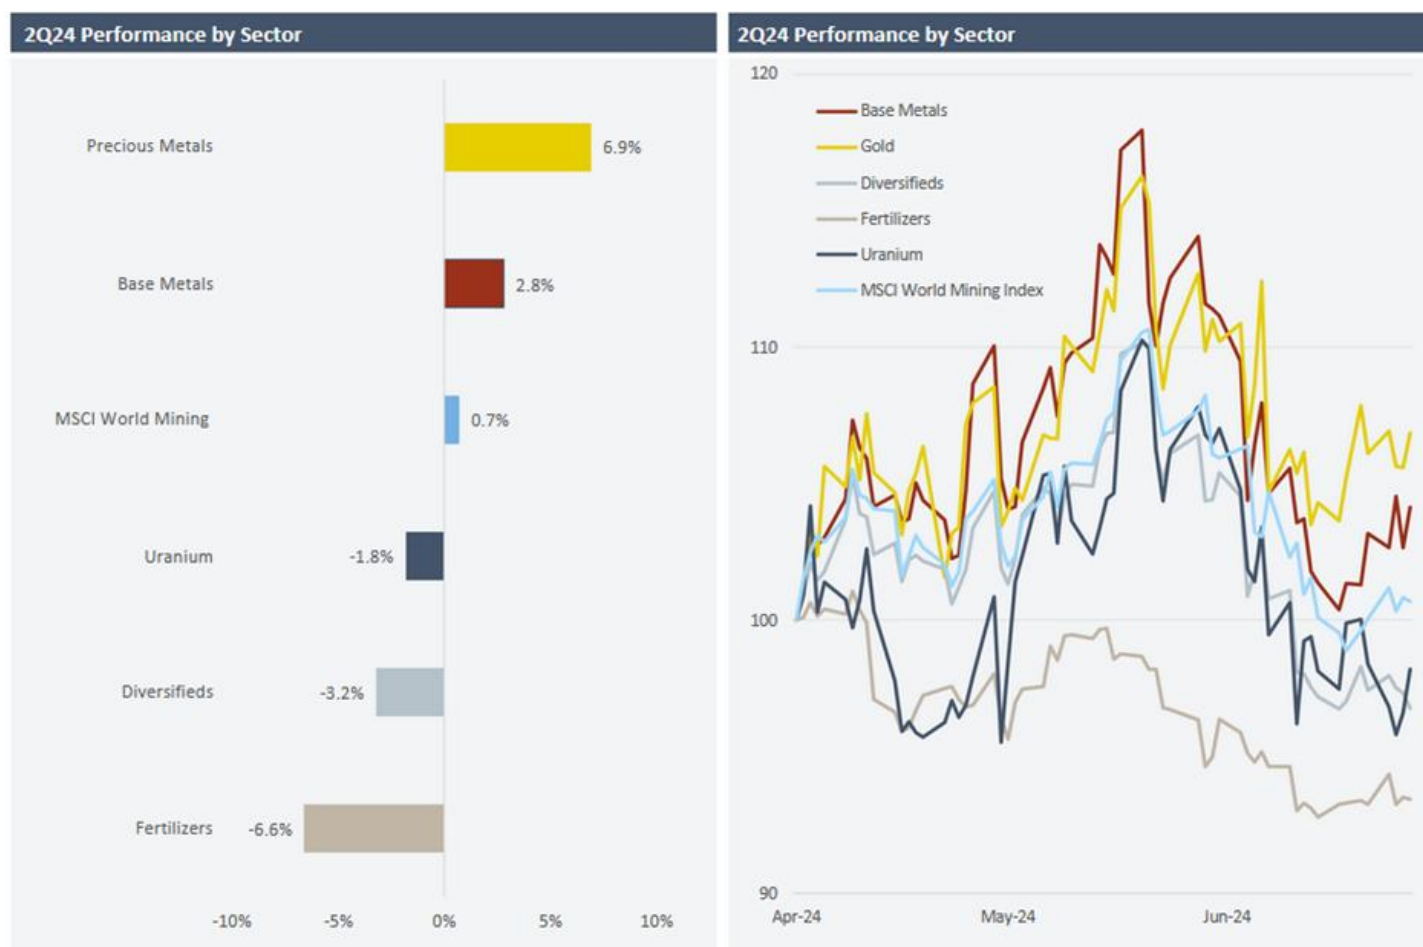 2Q24 Performance by Sector
Precious Metals
6.9%
Base Metals
2.8%
MSCI World Mining
0.7%
Uranium
-1.8%
Diversifieds
-3.2%
Fertilizers
-6.6%
-10%
-5%
0%
5%
10%
2Q24 Performance by Sector
120
110
100
90
Base Metals
Gold
Diversifieds
Fertilizers
Uranium
MSCI World Mining Index
Apr-24
May-24
Jun-24